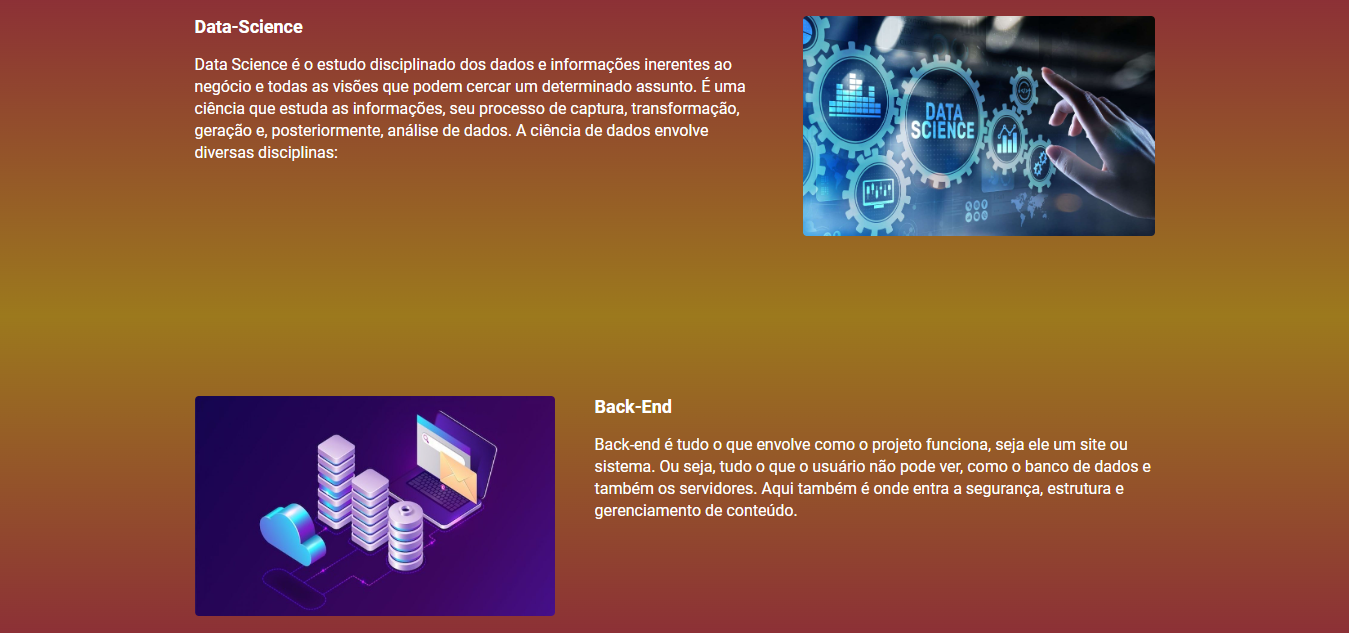 Data-Science
Data Science é o estudo disciplinado dos dados e informações inerentes ao
negócio e todas as visões que podem cercar um determinado assunto. É uma
ciência que estuda as informações, seu processo de captura, transformação,
geração e, posteriormente, análise de dados. A ciência de dados envolve
diversas disciplinas:
DATA
SCIENCE
Back-End
Back-end é tudo o que envolve como o projeto funciona, seja ele um site ou
sistema. Ou seja, tudo o que o usuário não pode ver, como o banco de dados e
também os servidores. Aqui também é onde entra a segurança, estrutura e
gerenciamento de conteúdo.